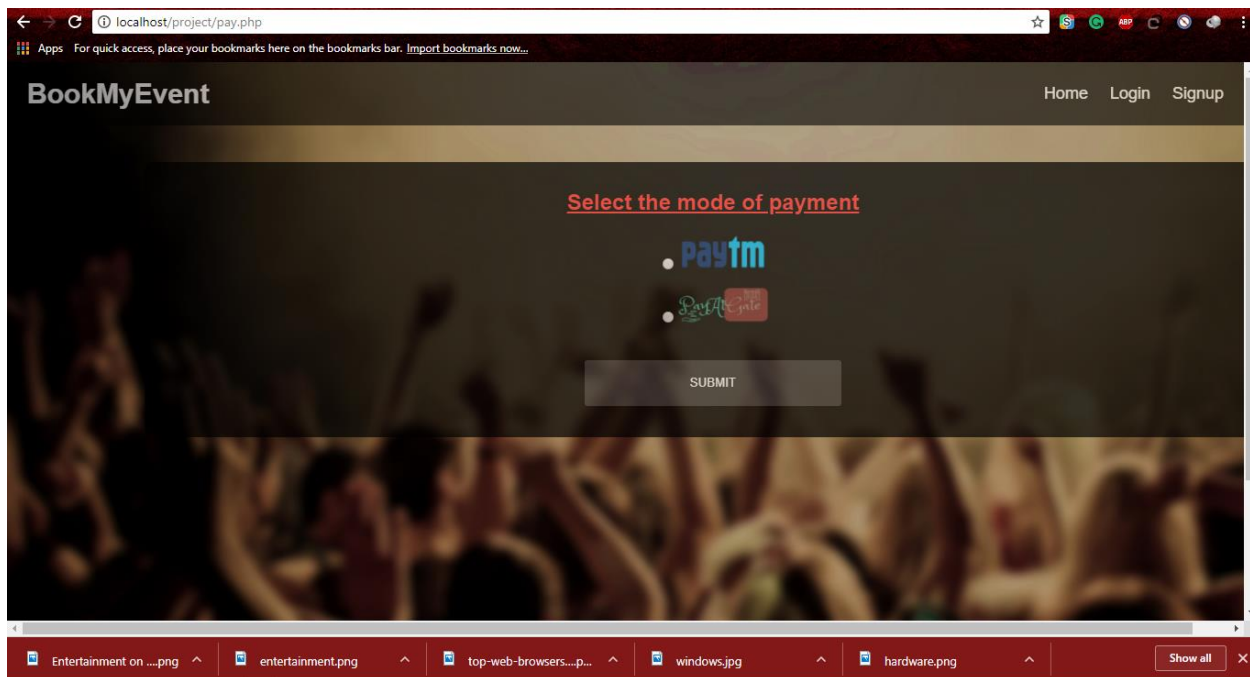 localhost/project/pay.php
ABP
Apps For quick access, place your bookmarks here on the bookmarks bar. Import bookmarks now...
BookMyEvent
Home Login Signup
Select the mode of payment
paytm
PayAtGate
SUBMIT
Entertainment on ....png
entertainment.png
top-web-browsers....p...
windows.jpg
hardware.png
Show all